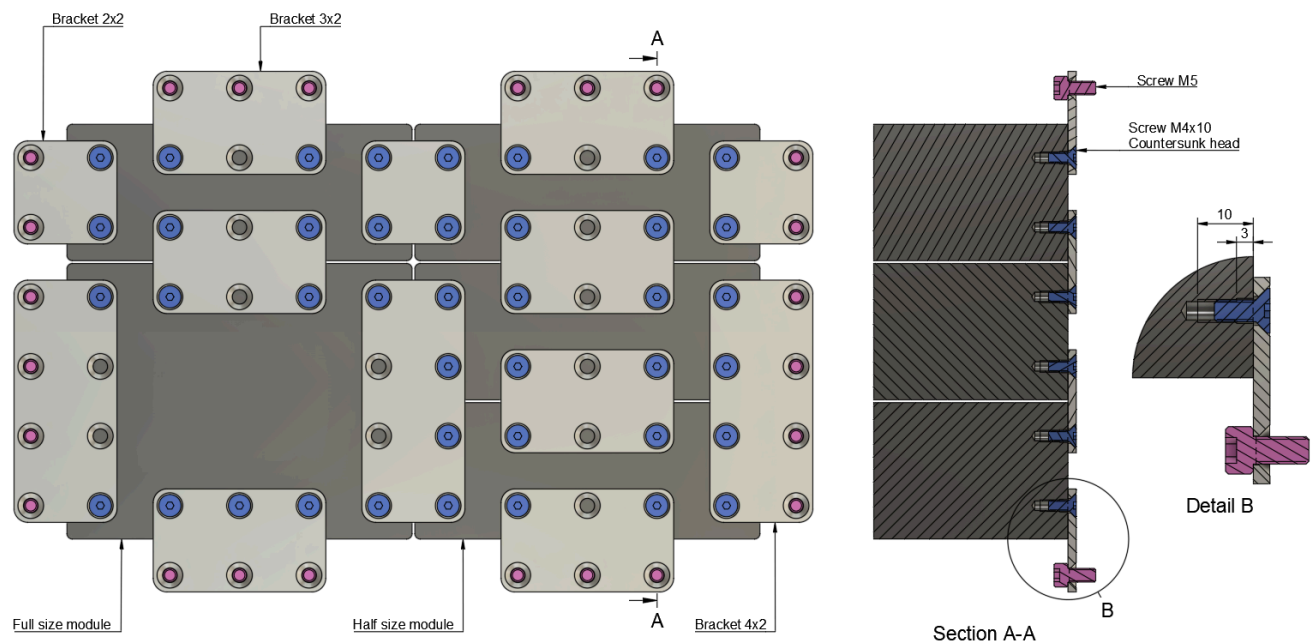 Bracket 2x2
Bracket 3x2
A
Screw M5
Screw M4x10
Countersunk head
10
3
Detail B
Full size module
Half size module
A
Bracket 4x2
B
Section A-A